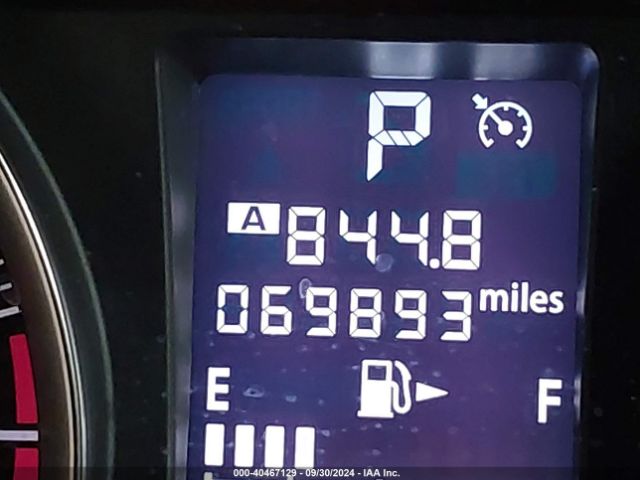 P
A 844.8
069893 miles
E F
000-40467129 - 09/30/2024 - IAA Inc.